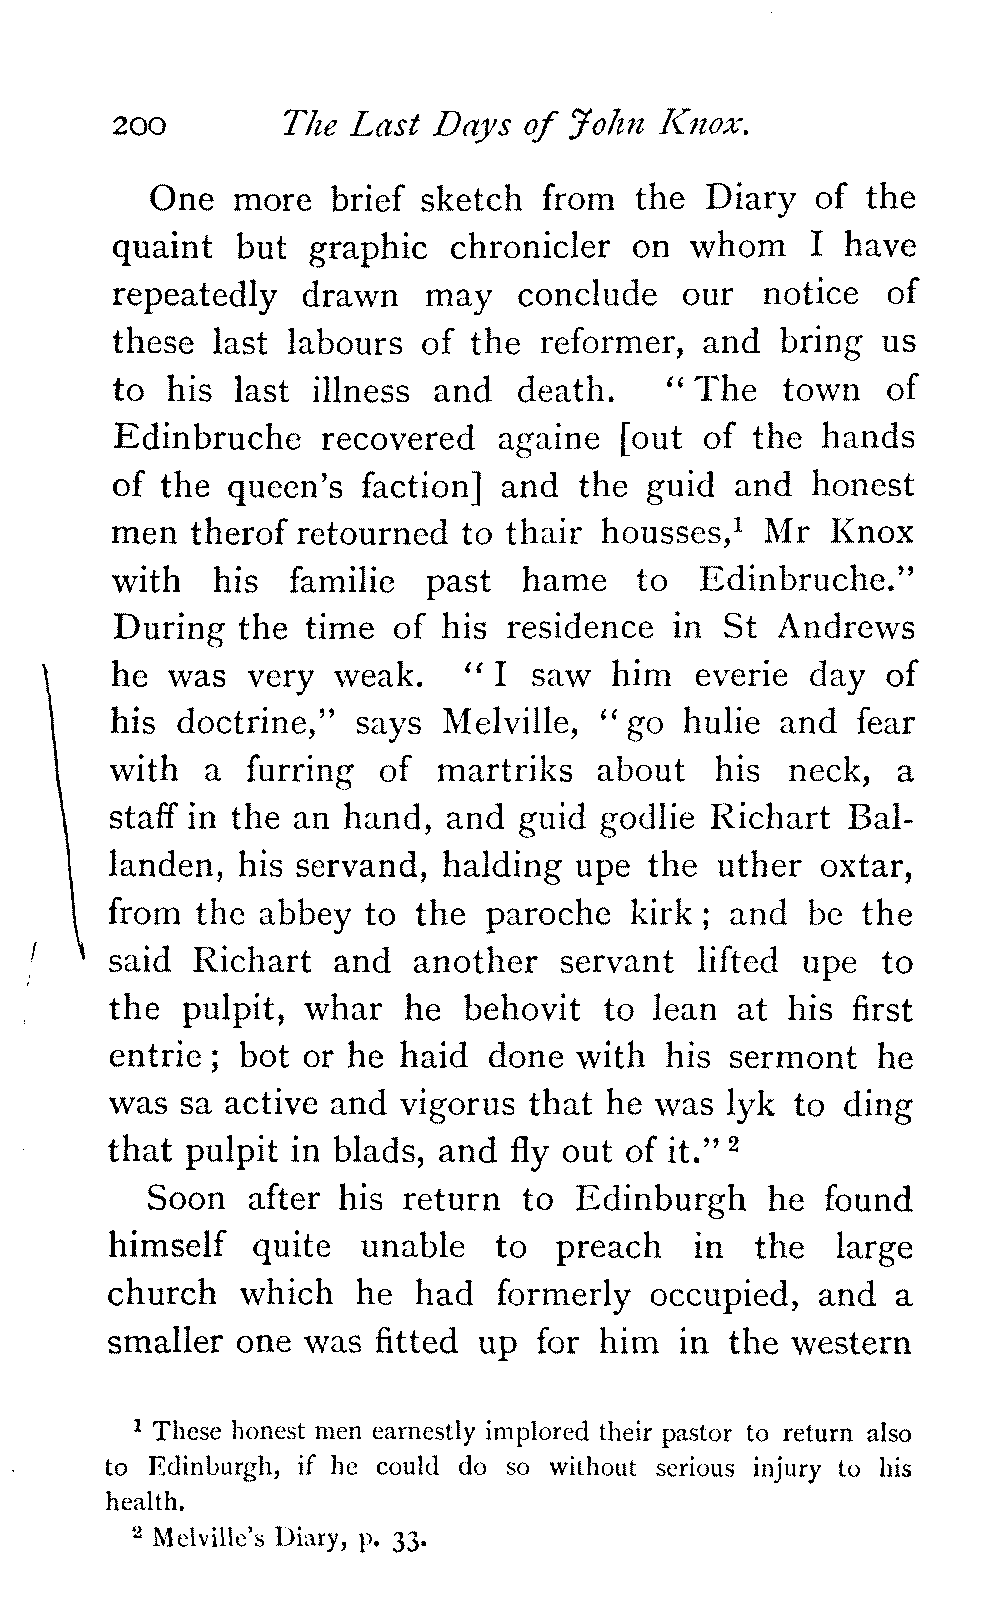 200 The Last Days of John Knox.
One more brief sketch from the Diary of the
quaint but graphic chronicler on whom I have
repeatedly drawn may conclude our notice of
these last labours of the reformer, and bring us
to his last illness and death. "The town of
Edinbruche recovered againe [out of the hands
of the queen's faction] and the guid and honest
men therof retourned to thair housses,¹ Mr Knox
with his familie past hame to Edinbruche."
During the time of his residence in St Andrews
he was very weak. "I saw him everie day of
his doctrine," says Melville, "go hulie and fear
with a furring of martriks about his neck, a
staff in the an hand, and guid godlie Richart Bal-
landen, his servand, halding upe the uther oxtar,
from the abbey to the paroche kirk; and be the
said Richart and another servant lifted upe to
the pulpit, whar he behovit to lean at his first
entrie; bot or he haid done with his sermont he
was sa active and vigorus that he was lyk to ding
that pulpit in blads, and fly out of it."²
Soon after his return to Edinburgh he found
himself quite unable to preach in the large
church which he had formerly occupied, and a
smaller one was fitted up for him in the western
¹ These honest men earnestly implored their pastor to return also
to Edinburgh, if he could do so without serious injury to his
health.
² Melville's Diary, p. 33.